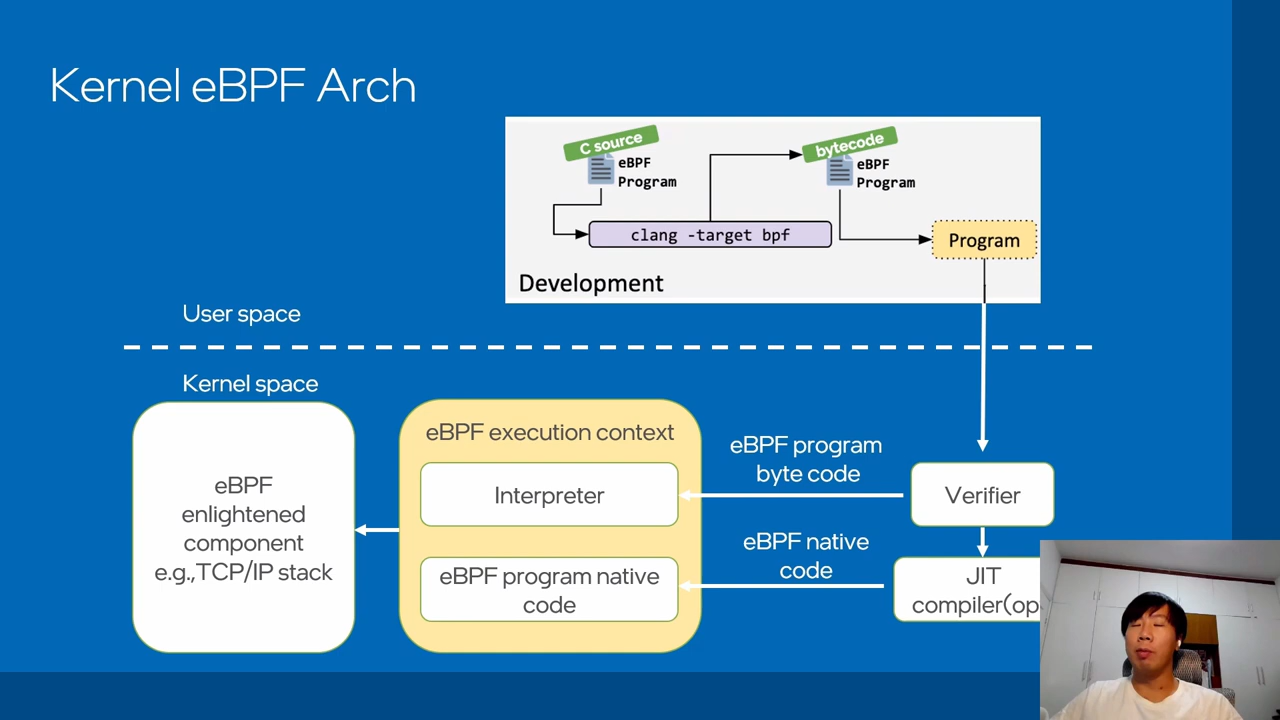 Kernel eBPF Arch
C source
eBPF
Program
bytecode
eBPF
Program
clang -target bpf
Program
Development
User space
Kernel space
eBPF
enlightened
component
e.g.,TCP/IP stack
eBPF execution context
Interpreter
eBPF program native
code
eBPF program
byte code
eBPF native
code
Verifier
JIT
compiler(op